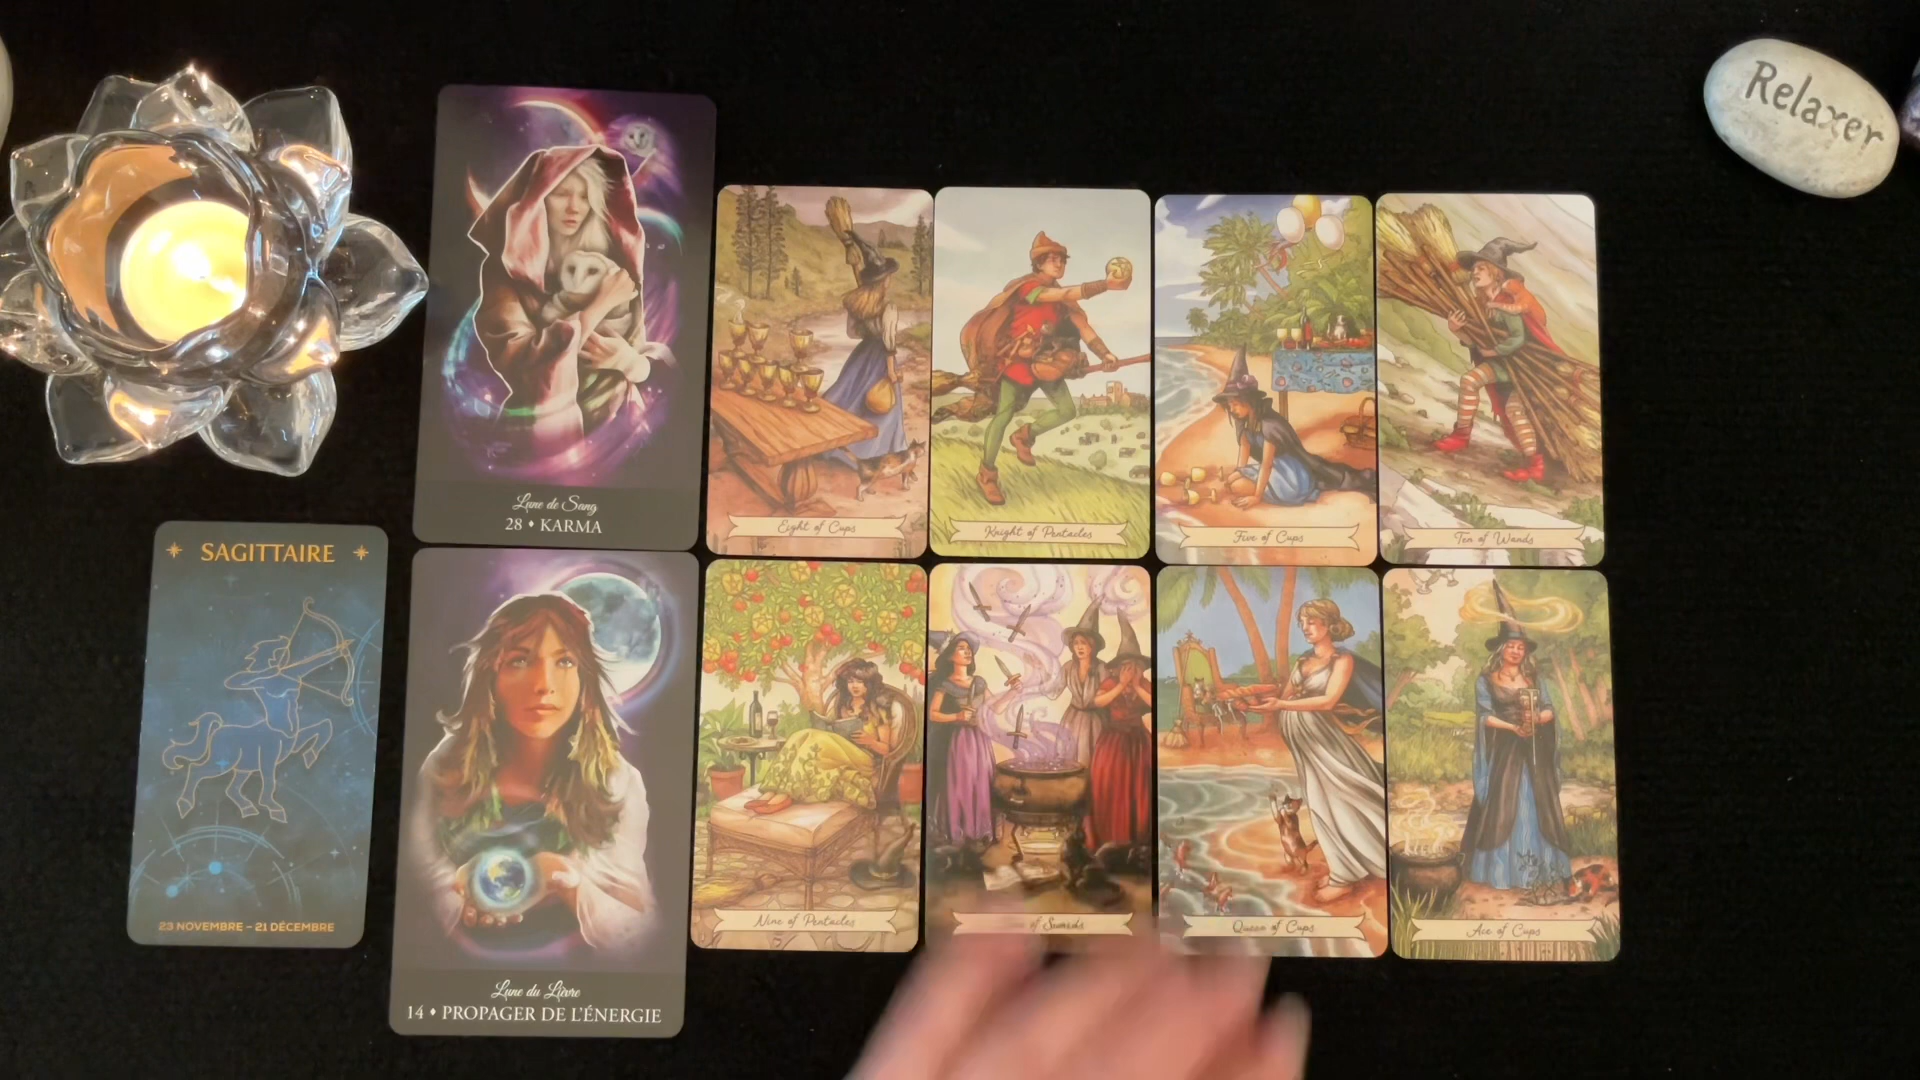 Relaxer
Lune de Sang
28 • KARMA
Eight of Cups
Knight of Pentacles
Five of Cups
Ten of Wands
SAGITTAIRE
23 NOVEMBRE – 21 DÉCEMBRE
Lune du Lièvre
14 • PROPAGER DE L'ÉNERGIE
Nine of Pentacles
of Swords
Queen of Cups
Ace of Cups